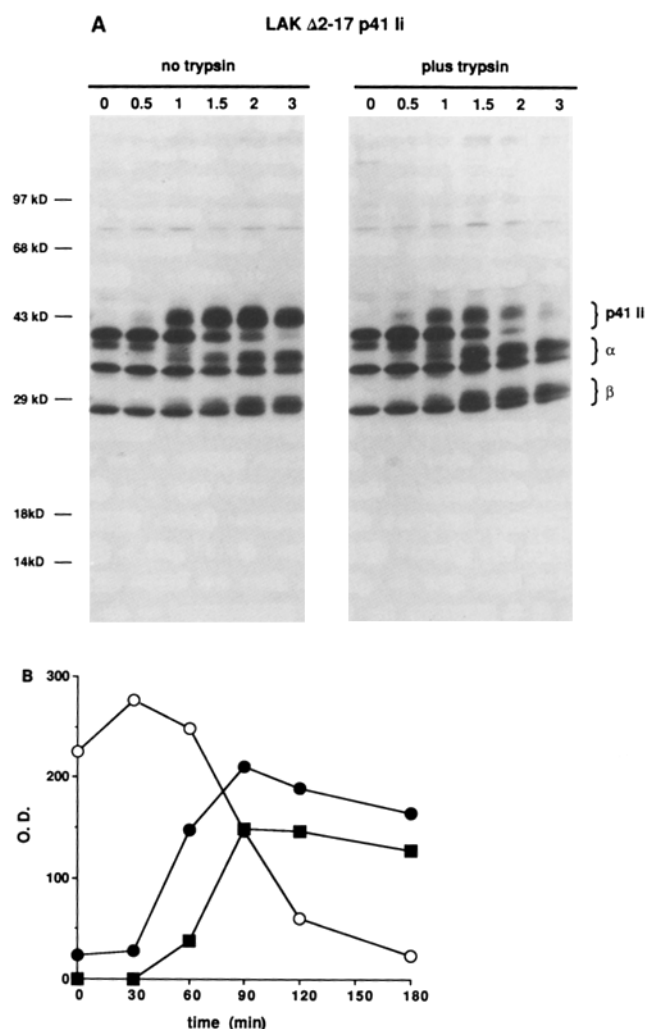 A
LAK Δ2-17 p41 Ii
no trypsin
plus trypsin
0 0.5 1 1.5 2 3
0 0.5 1 1.5 2 3
97 kD
68 kD
43 kD
29 kD
18kD
14kD
p41 Ii
α
β
B
300
200
100
0
O. D.
0 30 60 90 120 150 180
time (min)